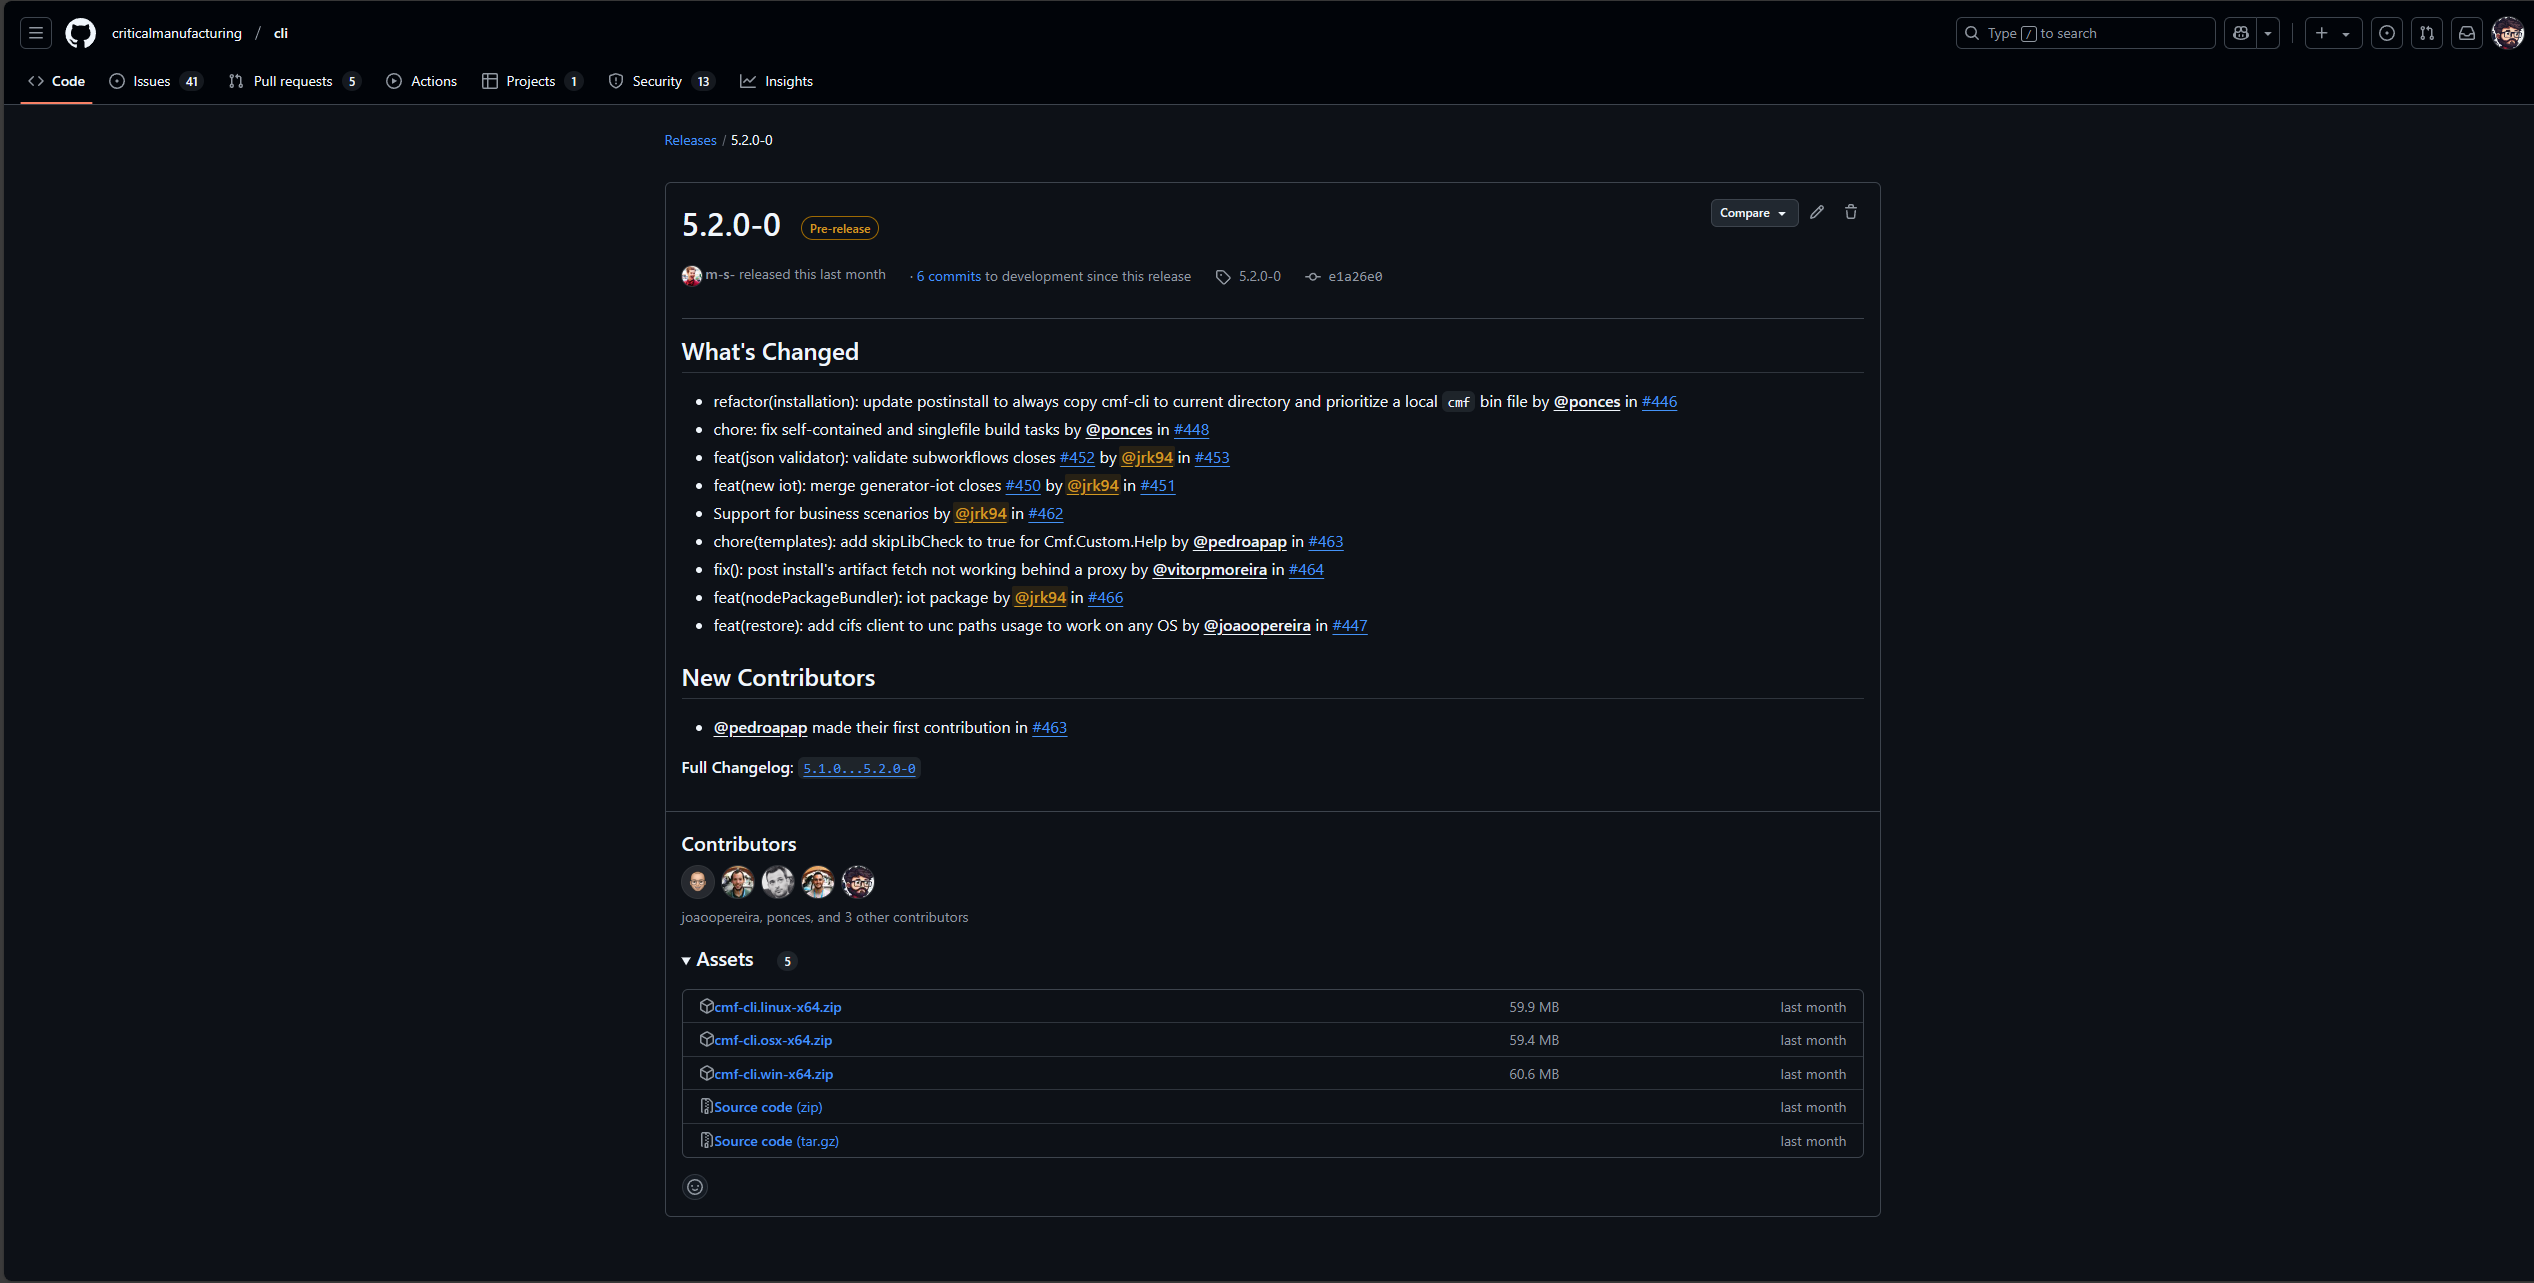 criticalmanufacturing / cli
Type / to search
Code
Issues 41
Pull requests 5
Actions
Projects 1
Security 13
Insights
Releases / 5.2.0-0
5.2.0-0 Pre-release
Compare
m-s- released this last month · 6 commits to development since this release 5.2.0-0 e1a26e0
What's Changed
refactor(installation): update postinstall to always copy cmf-cli to current directory and prioritize a local cmf bin file by @ponces in #446
chore: fix self-contained and singlefile build tasks by @ponces in #448
feat(json validator): validate subworkflows closes #452 by @jrk94 in #453
feat(new iot): merge generator-iot closes #450 by @jrk94 in #451
Support for business scenarios by @jrk94 in #462
chore(templates): add skipLibCheck to true for Cmf.Custom.Help by @pedroapap in #463
fix(): post install's artifact fetch not working behind a proxy by @vitorpmoreira in #464
feat(nodePackageBundler): iot package by @jrk94 in #466
feat(restore): add cifs client to unc paths usage to work on any OS by @joaoopereira in #447
New Contributors
@pedroapap made their first contribution in #463
Full Changelog: 5.1.0...5.2.0-0
Contributors
joaoopereira, ponces, and 3 other contributors
Assets 5
cmf-cli.linux-x64.zip 59.9 MB last month
cmf-cli.osx-x64.zip 59.4 MB last month
cmf-cli.win-x64.zip 60.6 MB last month
Source code (zip) last month
Source code (tar.gz) last month